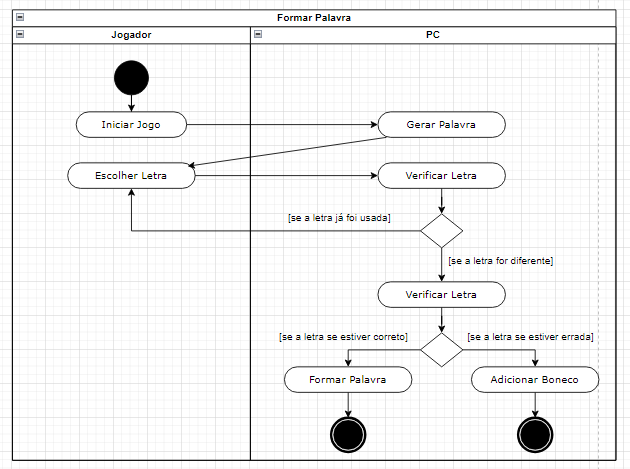 Formar Palavra
Jogador
PC
Iniciar Jogo
Gerar Palavra
Escolher Letra
Verificar Letra
[se a letra já foi usada]
[se a letra for diferente]
Verificar Letra
[se a letra se estiver correto]
[se a letra se estiver errada]
Formar Palavra
Adicionar Boneco